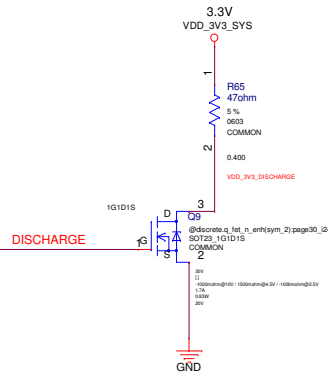 3.3V
VDD_3V3_SYS
1
R65
47ohm
5 %
0603
COMMON
2
0.400
VDD_3V3_DISCHARGE
1G1D1S
3
D
Q9
@discrete.q_fet_n_enh(sym_2):page30_i2
DISCHARGE
1
G
SOT23_1G1D1S
S
COMMON
2
30V
[]
1.7A
0.83W
20V
GND